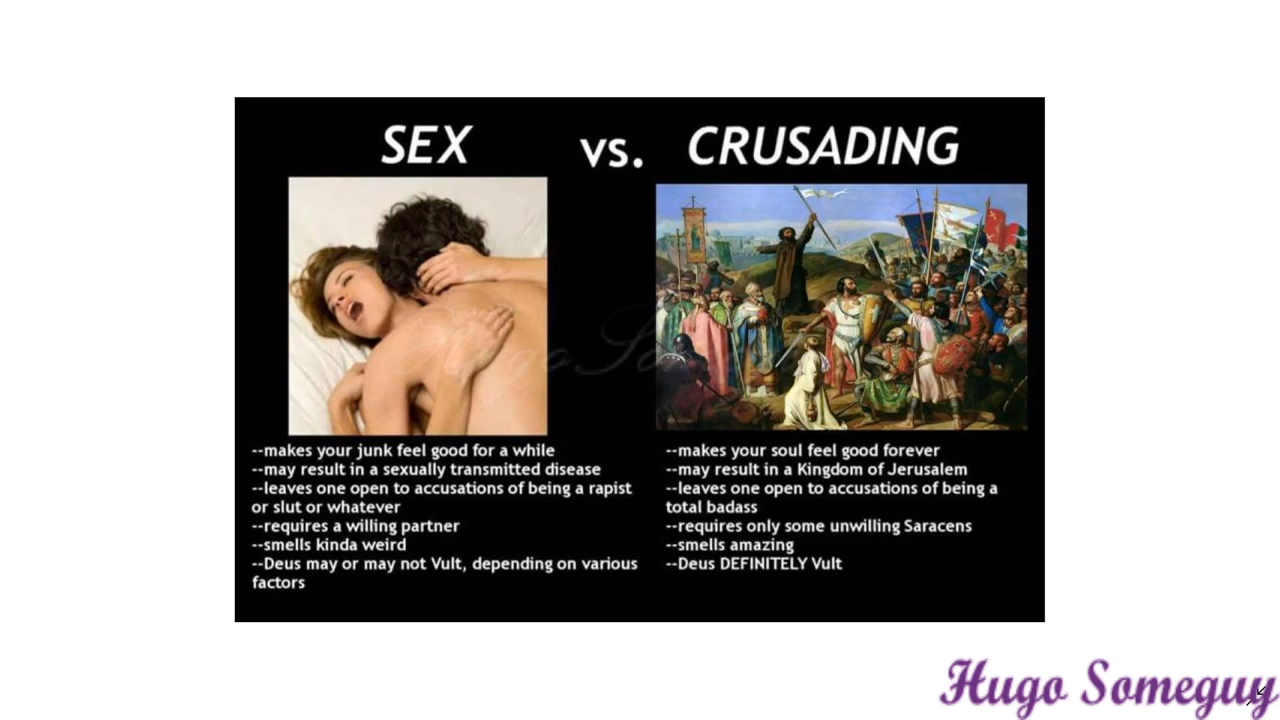 SEX vs. CRUSADING
--makes your junk feel good for a while
--may result in a sexually transmitted disease
--leaves one open to accusations of being a rapist
or slut or whatever
--requires a willing partner
--smells kinda weird
--Deus may or may not Vult, depending on various
factors
--makes your soul feel good forever
--may result in a Kingdom of Jerusalem
--leaves one open to accusations of being a
total badass
--requires only some unwilling Saracens
--smells amazing
--Deus DEFINITELY Vult
Hugo Someguy